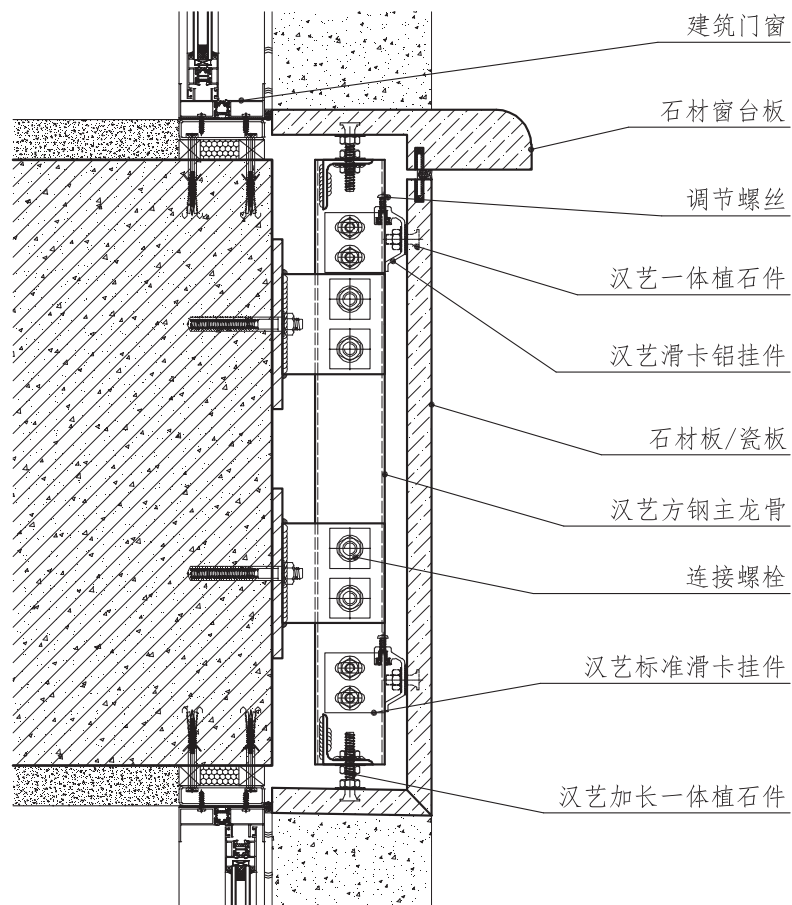 建筑门窗
石材窗台板
调节螺丝
汉艺一体植石件
汉艺滑卡铝挂件
石材板/瓷板
汉艺方钢主龙骨
连接螺栓
汉艺标准滑卡挂件
汉艺加长一体植石件